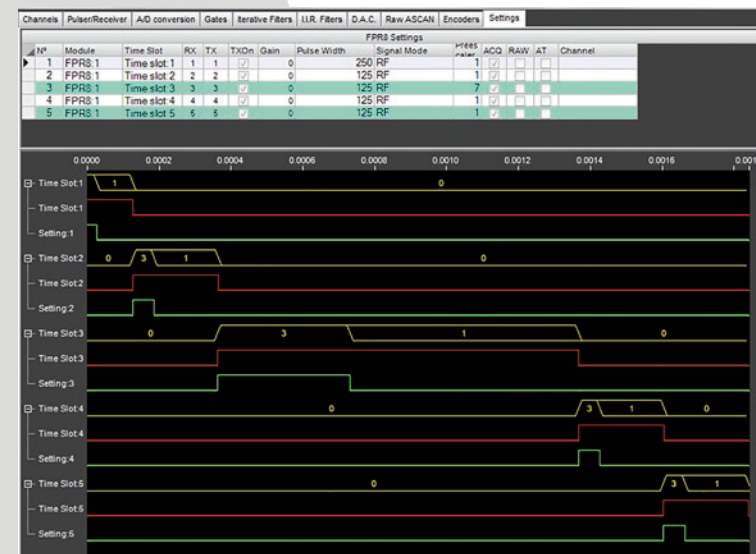 Channels Pulser/Receiver A/D conversion Gates Iterative Filters I.I.R. Filters D.A.C. Raw ASCAN Encoders Settings
FPR8 Settings
Nº Module Time Slot RX TX TXOn Gain Pulse Width Signal Mode Prees caler ACQ RAW AT Channel
1 FPR8:1 Time slot:1 1 1 0 250 RF 1
2 FPR8:1 Time slot:2 2 2 0 125 RF 1
3 FPR8:1 Time slot:3 3 3 0 125 RF 7
4 FPR8:1 Time slot:4 4 4 0 125 RF 1
5 FPR8:1 Time slot:5 5 5 0 125 RF 1
0.0000 0.0002 0.0004 0.0006 0.0008 0.0010 0.0012 0.0014 0.0016
Time Slot:1 1 0
Time Slot:1
Setting:1
Time Slot:2 0 3 1 0
Time Slot:2
Setting:2
Time Slot:3 0 3 1 0
Time Slot:3
Setting:3
Time Slot:4 0 3 1 0
Time Slot:4
Setting:4
Time Slot:5 0 3 1
Time Slot:5
Setting:5